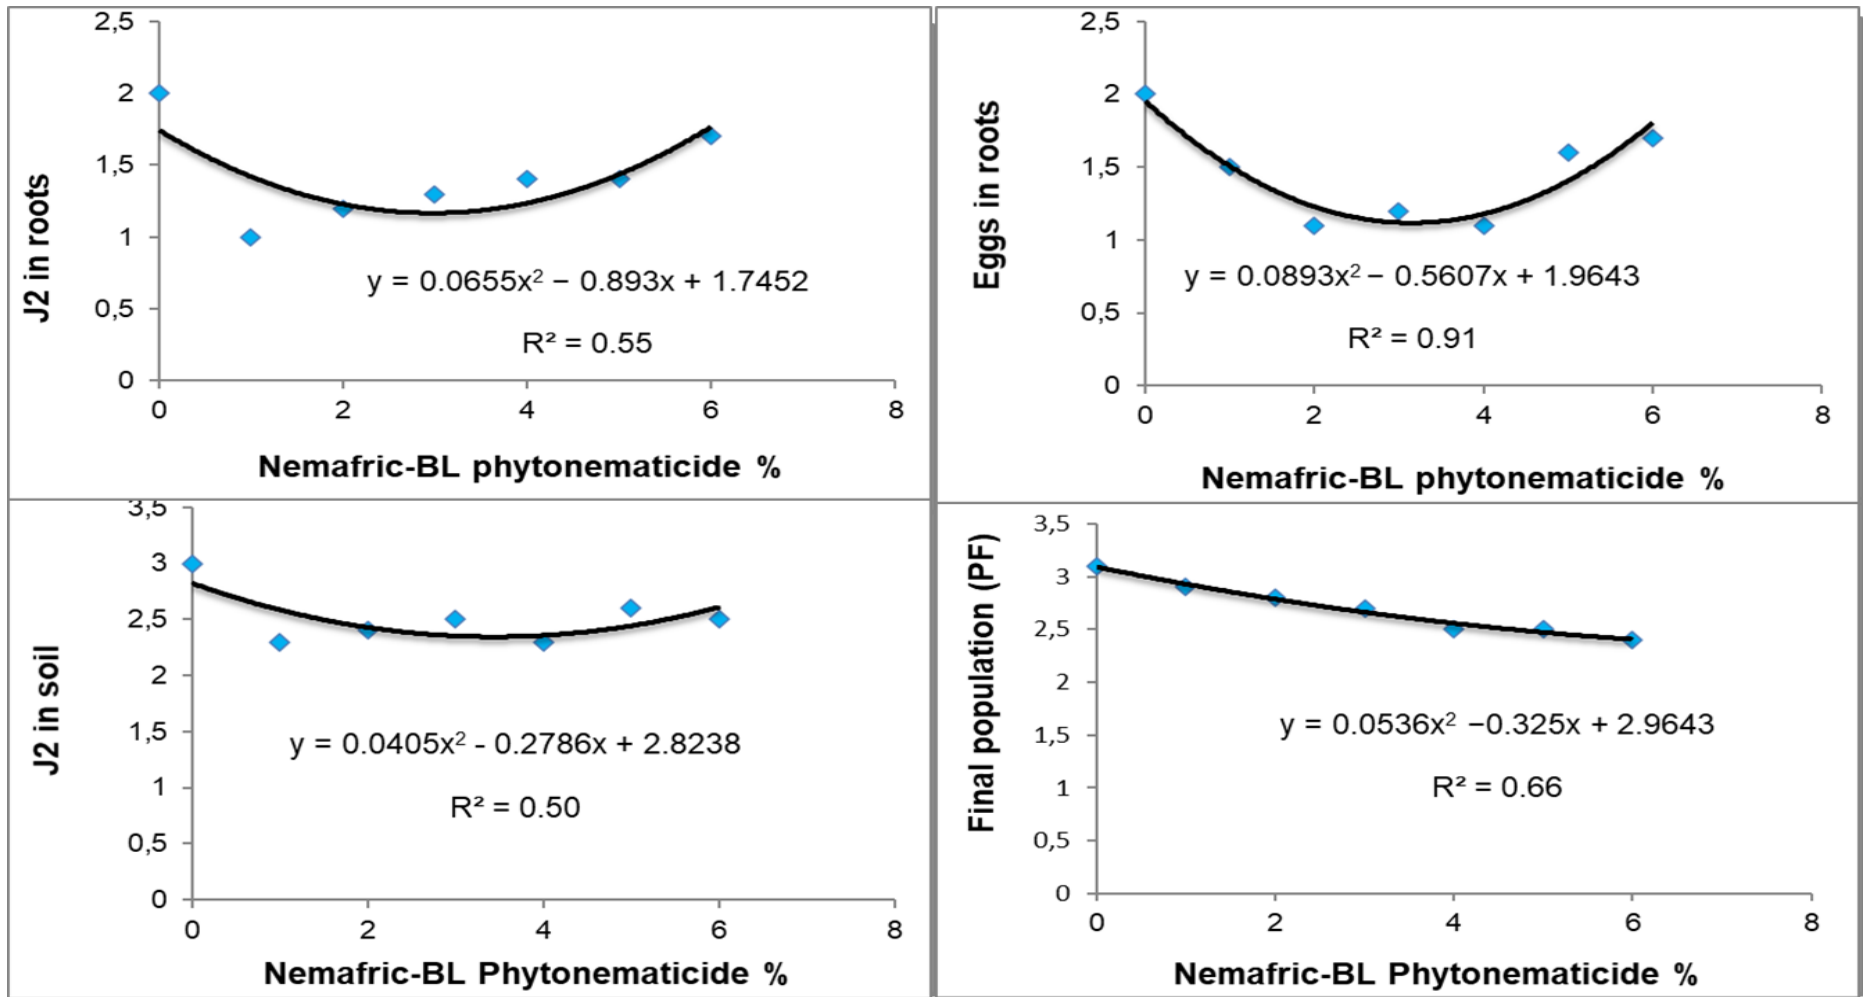 2,5
2
1,5
1
0,5
0
J2 in roots
y = 0.0655x² − 0.893x + 1.7452
R² = 0.55
0 2 4 6 8
Nemafric-BL phytonematicide %
2,5
2
1,5
1
0,5
0
Eggs in roots
y = 0.0893x² − 0.5607x + 1.9643
R² = 0.91
0 2 4 6 8
Nemafric-BL phytonematicide %
3,5
3
2,5
2
1,5
1
0,5
0
J2 in soil
y = 0.0405x² - 0.2786x + 2.8238
R² = 0.50
0 2 4 6 8
Nemafric-BL Phytonematicide %
3,5
3
2,5
2
1,5
1
0,5
0
Final population (PF)
y = 0.0536x² −0.325x + 2.9643
R² = 0.66
0 2 4 6 8
Nemafric-BL Phytonematicide %